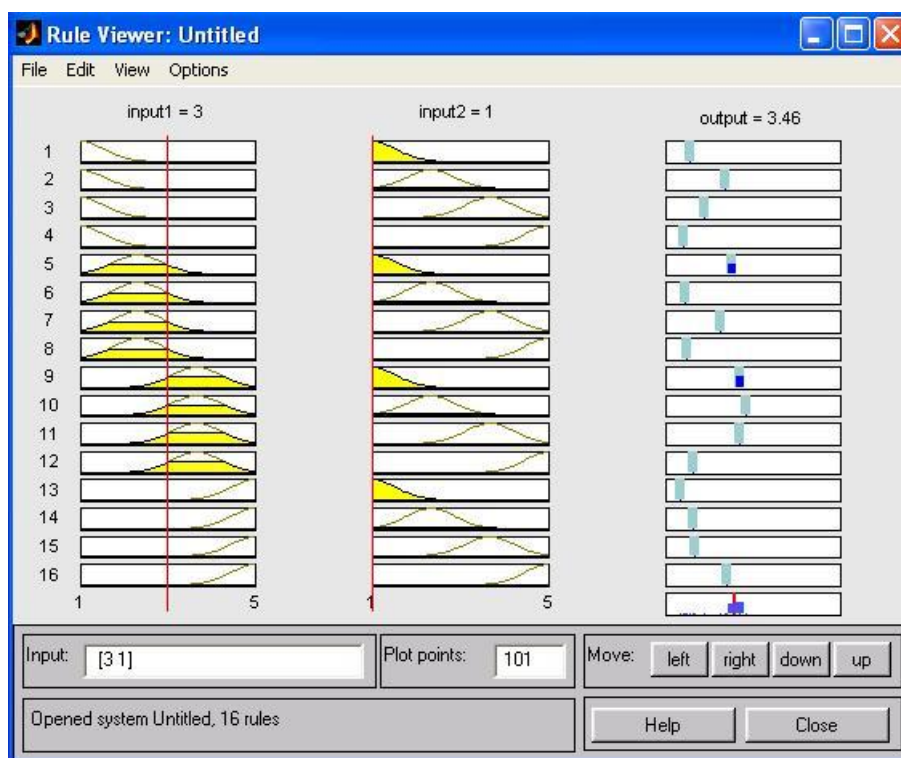 Rule Viewer: Untitled
File Edit View Options
input1 = 3 input2 = 1 output = 3.46
1
2
3
4
5
6
7
8
9
10
11
12
13
14
15
16
1 5 1 5
Input: [3 1] Plot points: 101 Move: left right down up
Opened system Untitled, 16 rules Help Close